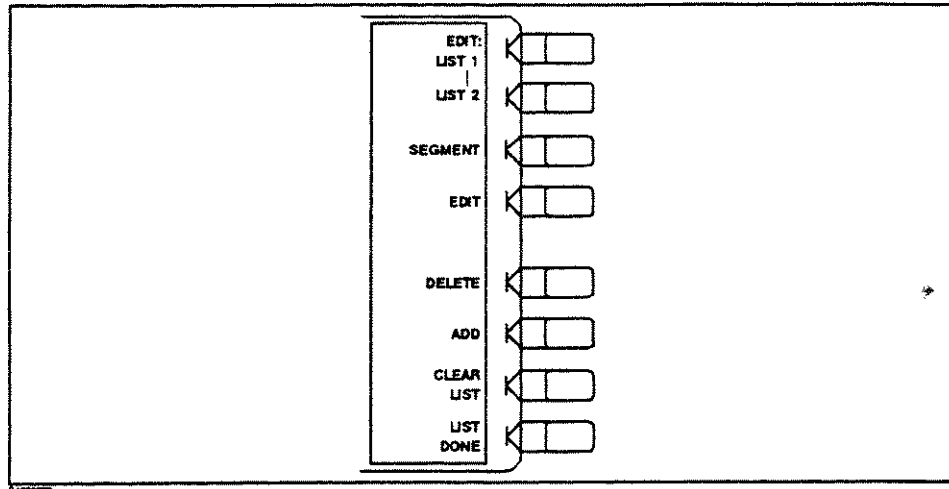 EDIT:
LIST 1
LIST 2
SEGMENT
EDIT
DELETE
ADD
CLEAR
LIST
LIST
DONE